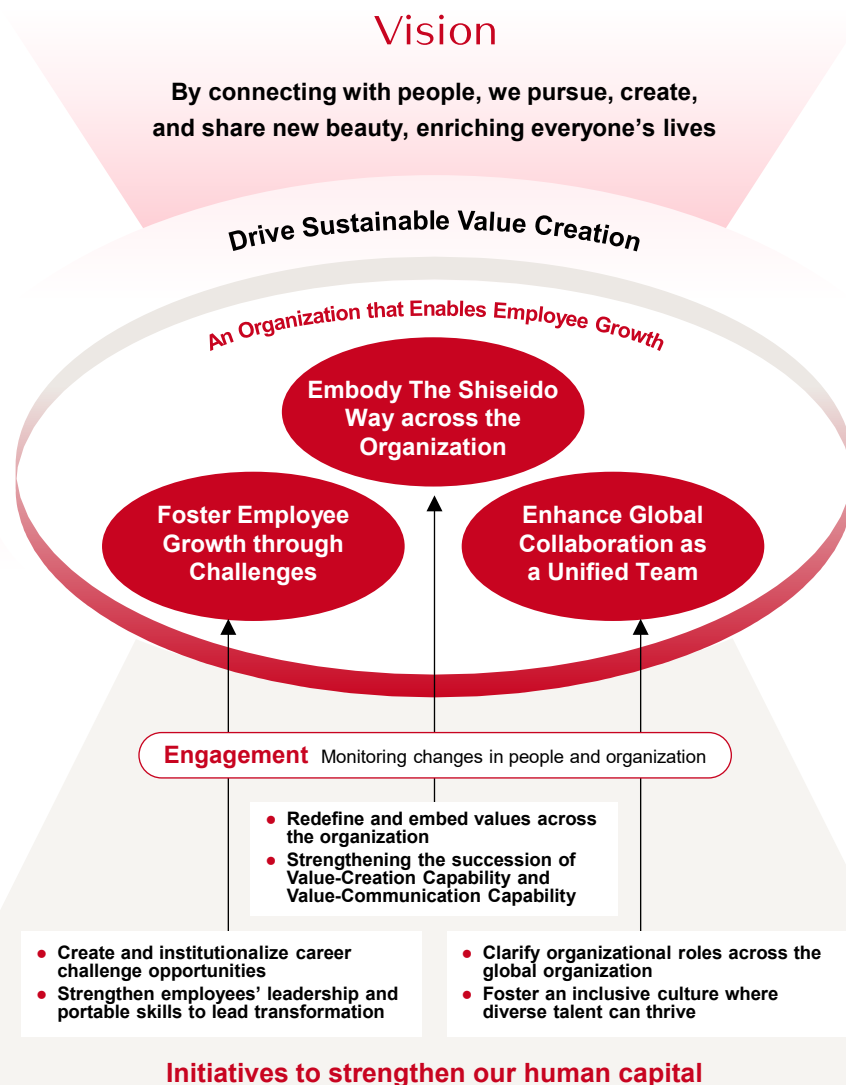 Vision
By connecting with people, we pursue, create,
and share new beauty, enriching everyone's lives
Drive Sustainable Value Creation
An Organization that Enables Employee Growth
Embody The Shiseido
Way across the
Organization
Foster Employee
Growth through
Challenges
Enhance Global
Collaboration as
a Unified Team
Engagement Monitoring changes in people and organization
● Redefine and embed values across
the organization
● Strengthening the succession of
Value-Creation Capability and
Value-Communication Capability
● Create and institutionalize career
challenge opportunities
● Strengthen employees' leadership and
portable skills to lead transformation
● Clarify organizational roles across the
global organization
● Foster an inclusive culture where
diverse talent can thrive
Initiatives to strengthen our human capital